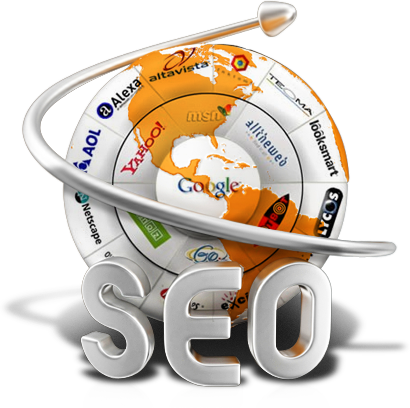 Alexa
altavista
TEOMA
msn
alltheweb
looksmart
AOL
YAHOO!
Google
LYCOS
Netscape
SEO